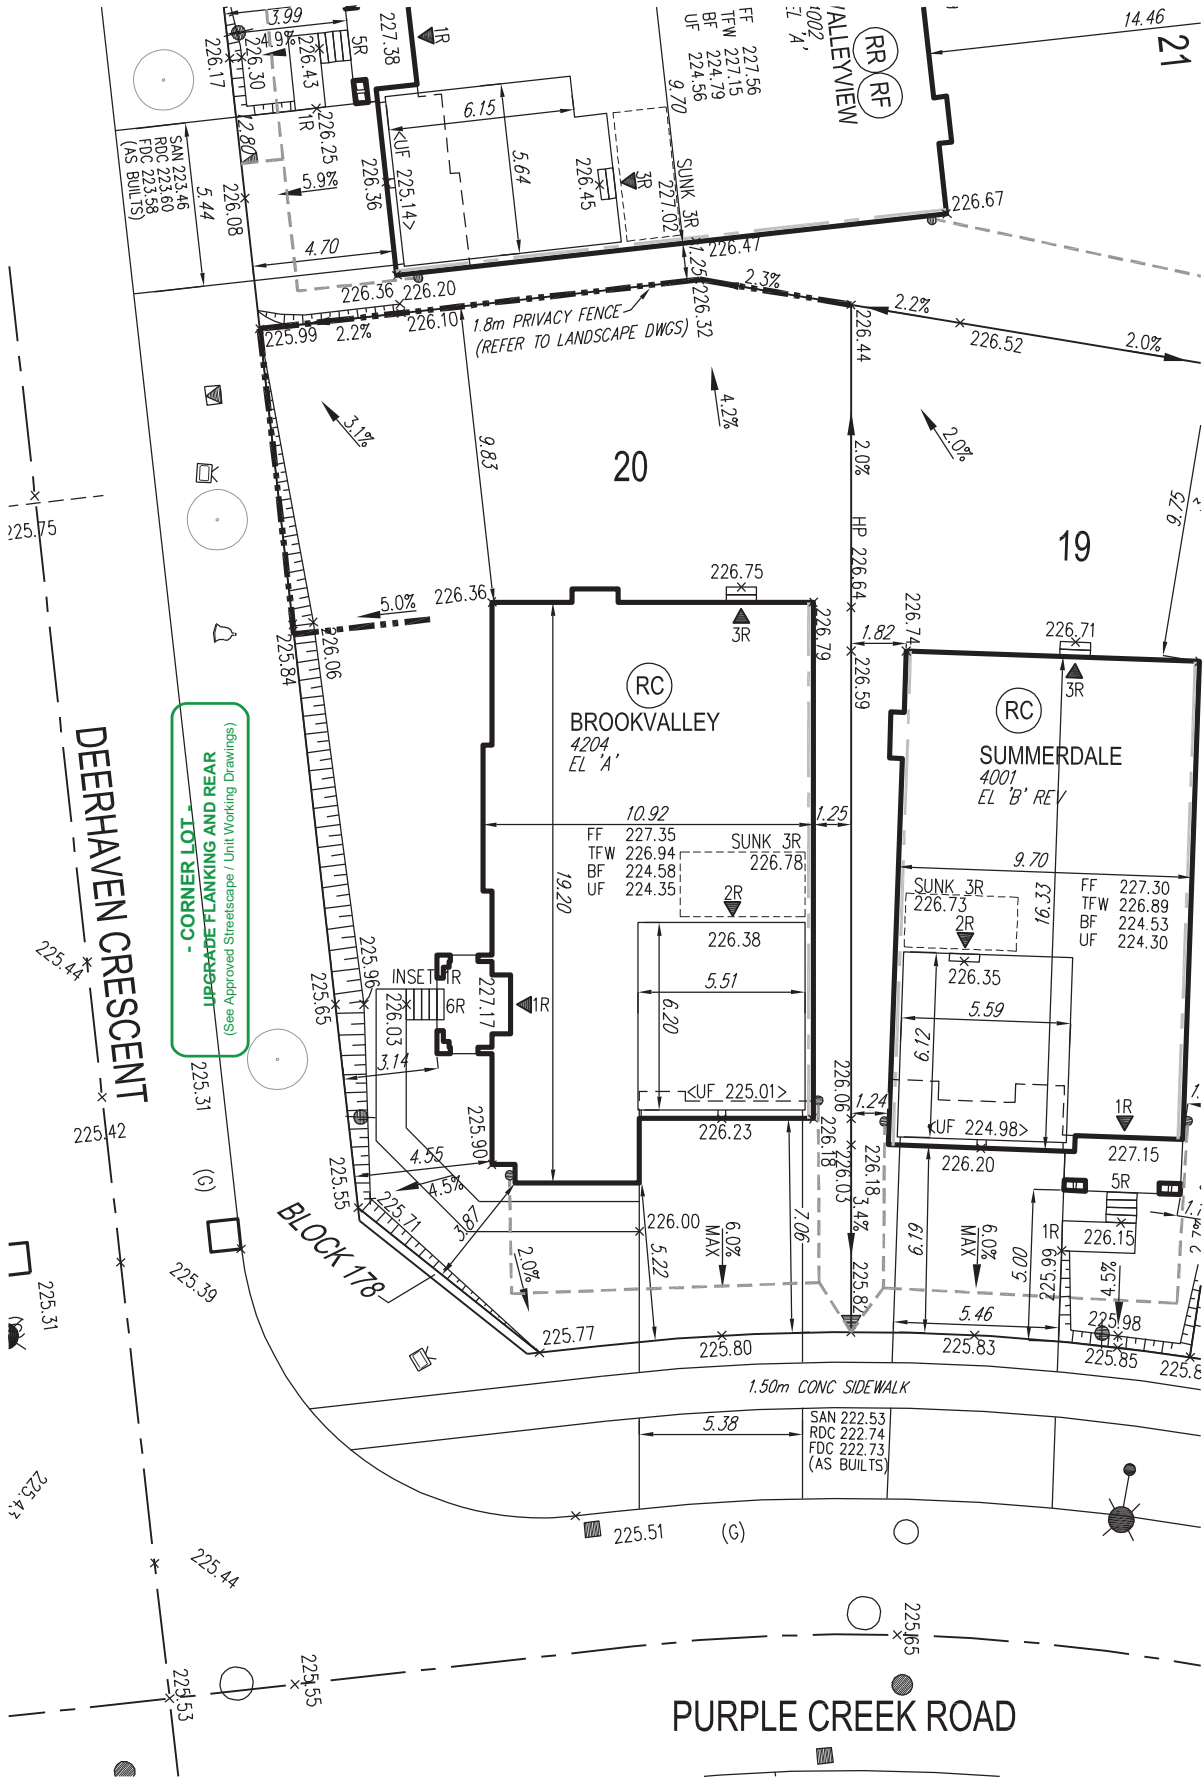 3.99
4.9%
226.17
226.30
226.43
5R
227.38
1R
2.80
1R
226.25
SAN 223.46
RDC 223.60
FDC 223.58
(AS BUILTS)
5.44
226.08
5.9%
226.36
4.70
6.15
<UF 225.14>
5.64
226.45
3R
SUNK 3R
227.02
9.70
FF 227.56
TFW 227.15
BF 224.79
UF 224.56
ALLEYVIEW
EL 'A'
RR
RF
14.46
21
226.67
226.47
1.25
226.36
226.20
226.10
225.99
2.2%
1.8m PRIVACY FENCE
(REFER TO LANDSCAPE DWGS)
226.32
2.3%
226.44
2.2%
226.52
2.0%
3.1%
9.83
4.2%
2.0%
2.0%
20
19
9.75
HP 226.64
225.75
226.36
226.75
3R
226.79
1.82
226.74
226.71
3R
226.59
5.0%
226.06
225.84
RC
BROOKVALLEY
4204
EL 'A'
RC
SUMMERDALE
4001
EL 'B' REV
10.92
1.25
FF 227.35
TFW 226.94
BF 224.58
UF 224.35
SUNK 3R
226.78
2R
226.38
19.20
5.51
6.20
<UF 225.01>
226.23
9.70
16.33
FF 227.30
TFW 226.89
BF 224.53
UF 224.30
SUNK 3R
226.73
2R
226.35
5.59
6.12
<UF 224.98>
226.20
1R
227.15
DEERHAVEN CRESCENT
- CORNER LOT -
UPGRADE FLANKING AND REAR
(See Approved Streetscape / Unit Working Drawings)
225.44
225.42
225.31
(G)
225.65
225.96
INSET 1R
6R
226.03
227.17
1R
3.14
225.90
4.55
4.5%
225.55
225.71
3.87
BLOCK 178
2.0%
226.00
5.22
6.0%
MAX
7.06
226.06
226.18
226.03
3.4%
225.82
1.24
226.18
6.19
6.0%
MAX
5.00
1R
225.99
5R
226.15
4.5%
225.98
5.46
225.77
225.80
225.83
225.85
225.39
225.31
1.50m CONC SIDEWALK
5.38
SAN 222.53
RDC 222.74
FDC 222.73
(AS BUILTS)
225.51
(G)
225.43
225.44
225.53
225.55
225.65
PURPLE CREEK ROAD